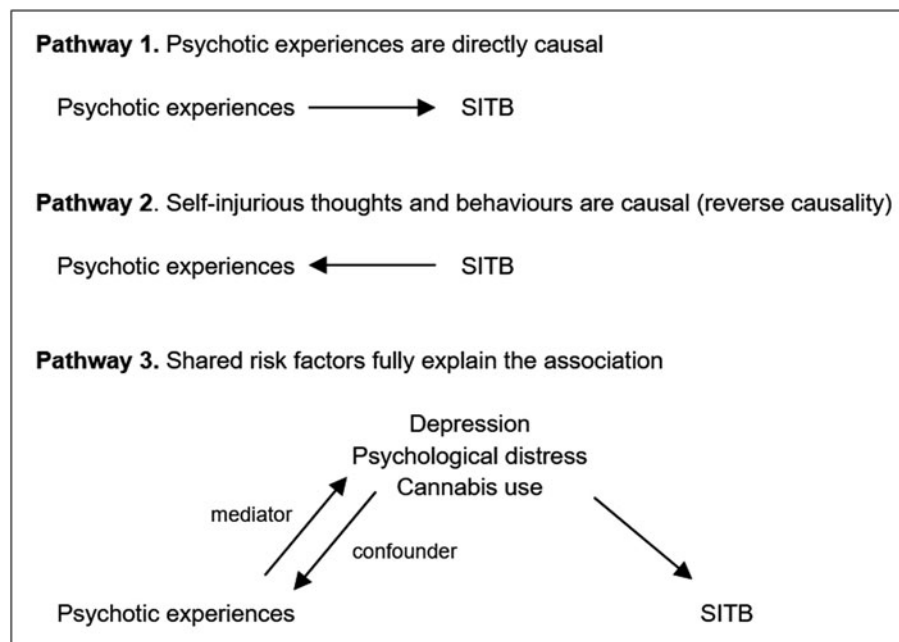 Pathway 1. Psychotic experiences are directly causal
Psychotic experiences SITB
Pathway 2. Self-injurious thoughts and behaviours are causal (reverse causality)
Psychotic experiences SITB
Pathway 3. Shared risk factors fully explain the association
Depression
Psychological distress
Cannabis use
mediator
confounder
Psychotic experiences SITB